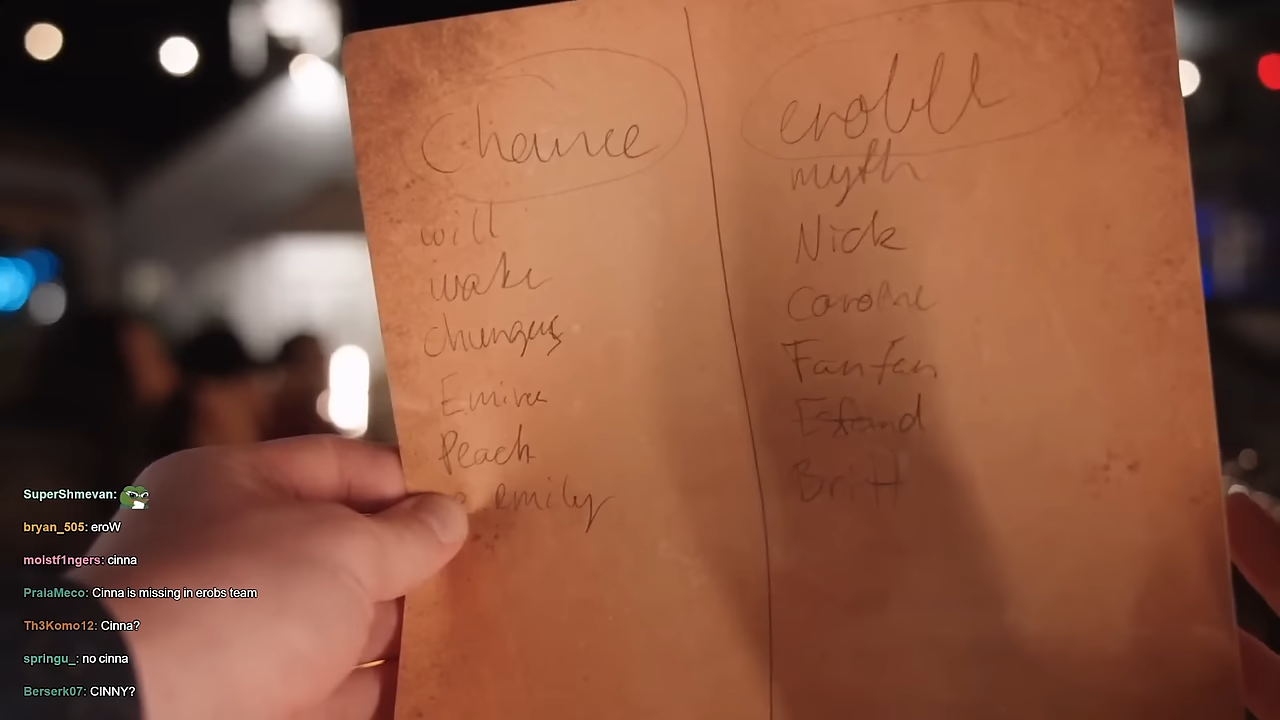 Chance
will
wake
chungus
Emiru
Peach
emily
erobb
myth
Nick
Caroline
Fanfan
Esfand
Britt
SuperShmevan:
bryan_505: eroW
molstf1ngers: cinna
PralaMeco: Cinna is missing in erobs team
Th3Komo12: Cinna?
springu_: no cinna
Berserk07: CINNY?